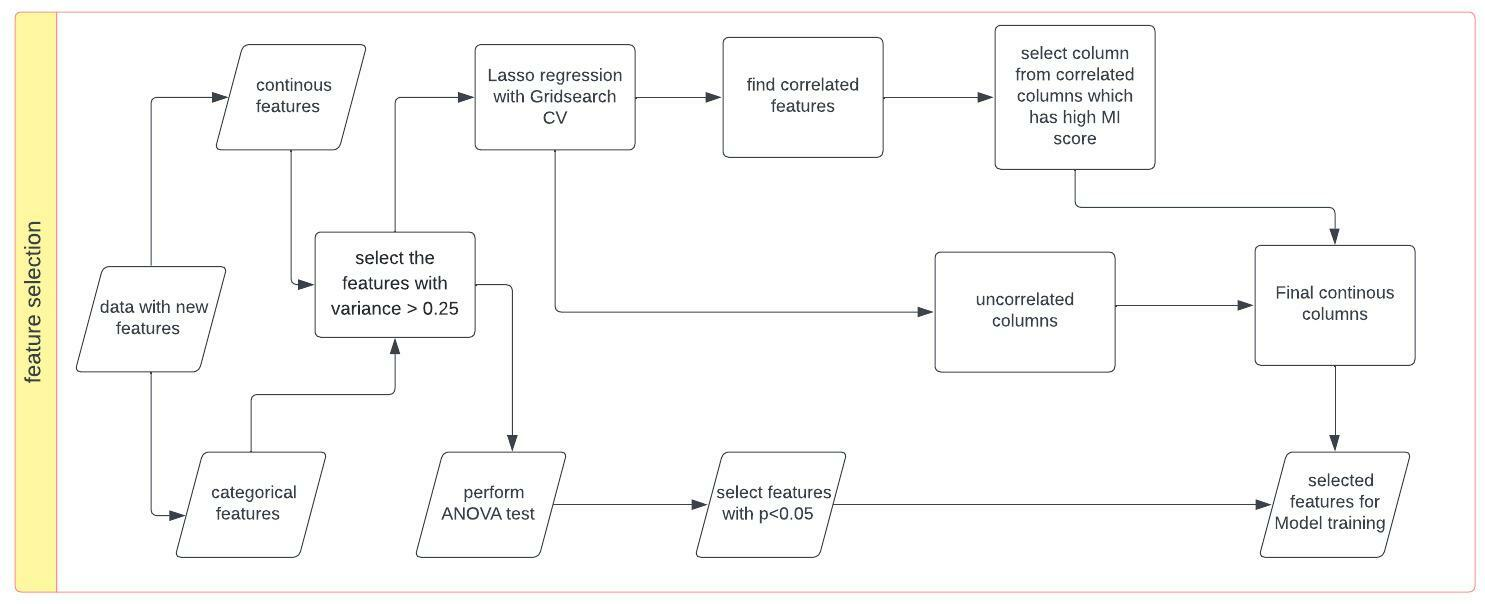 feature selection
continous
features
Lasso regression
with Gridsearch
CV
find correlated
features
select column
from correlated
columns which
has high MI
score
data with new
features
select the
features with
variance > 0.25
uncorrelated
columns
Final continous
columns
categorical
features
perform
ANOVA test
select features
with p<0.05
selected
features for
Model training